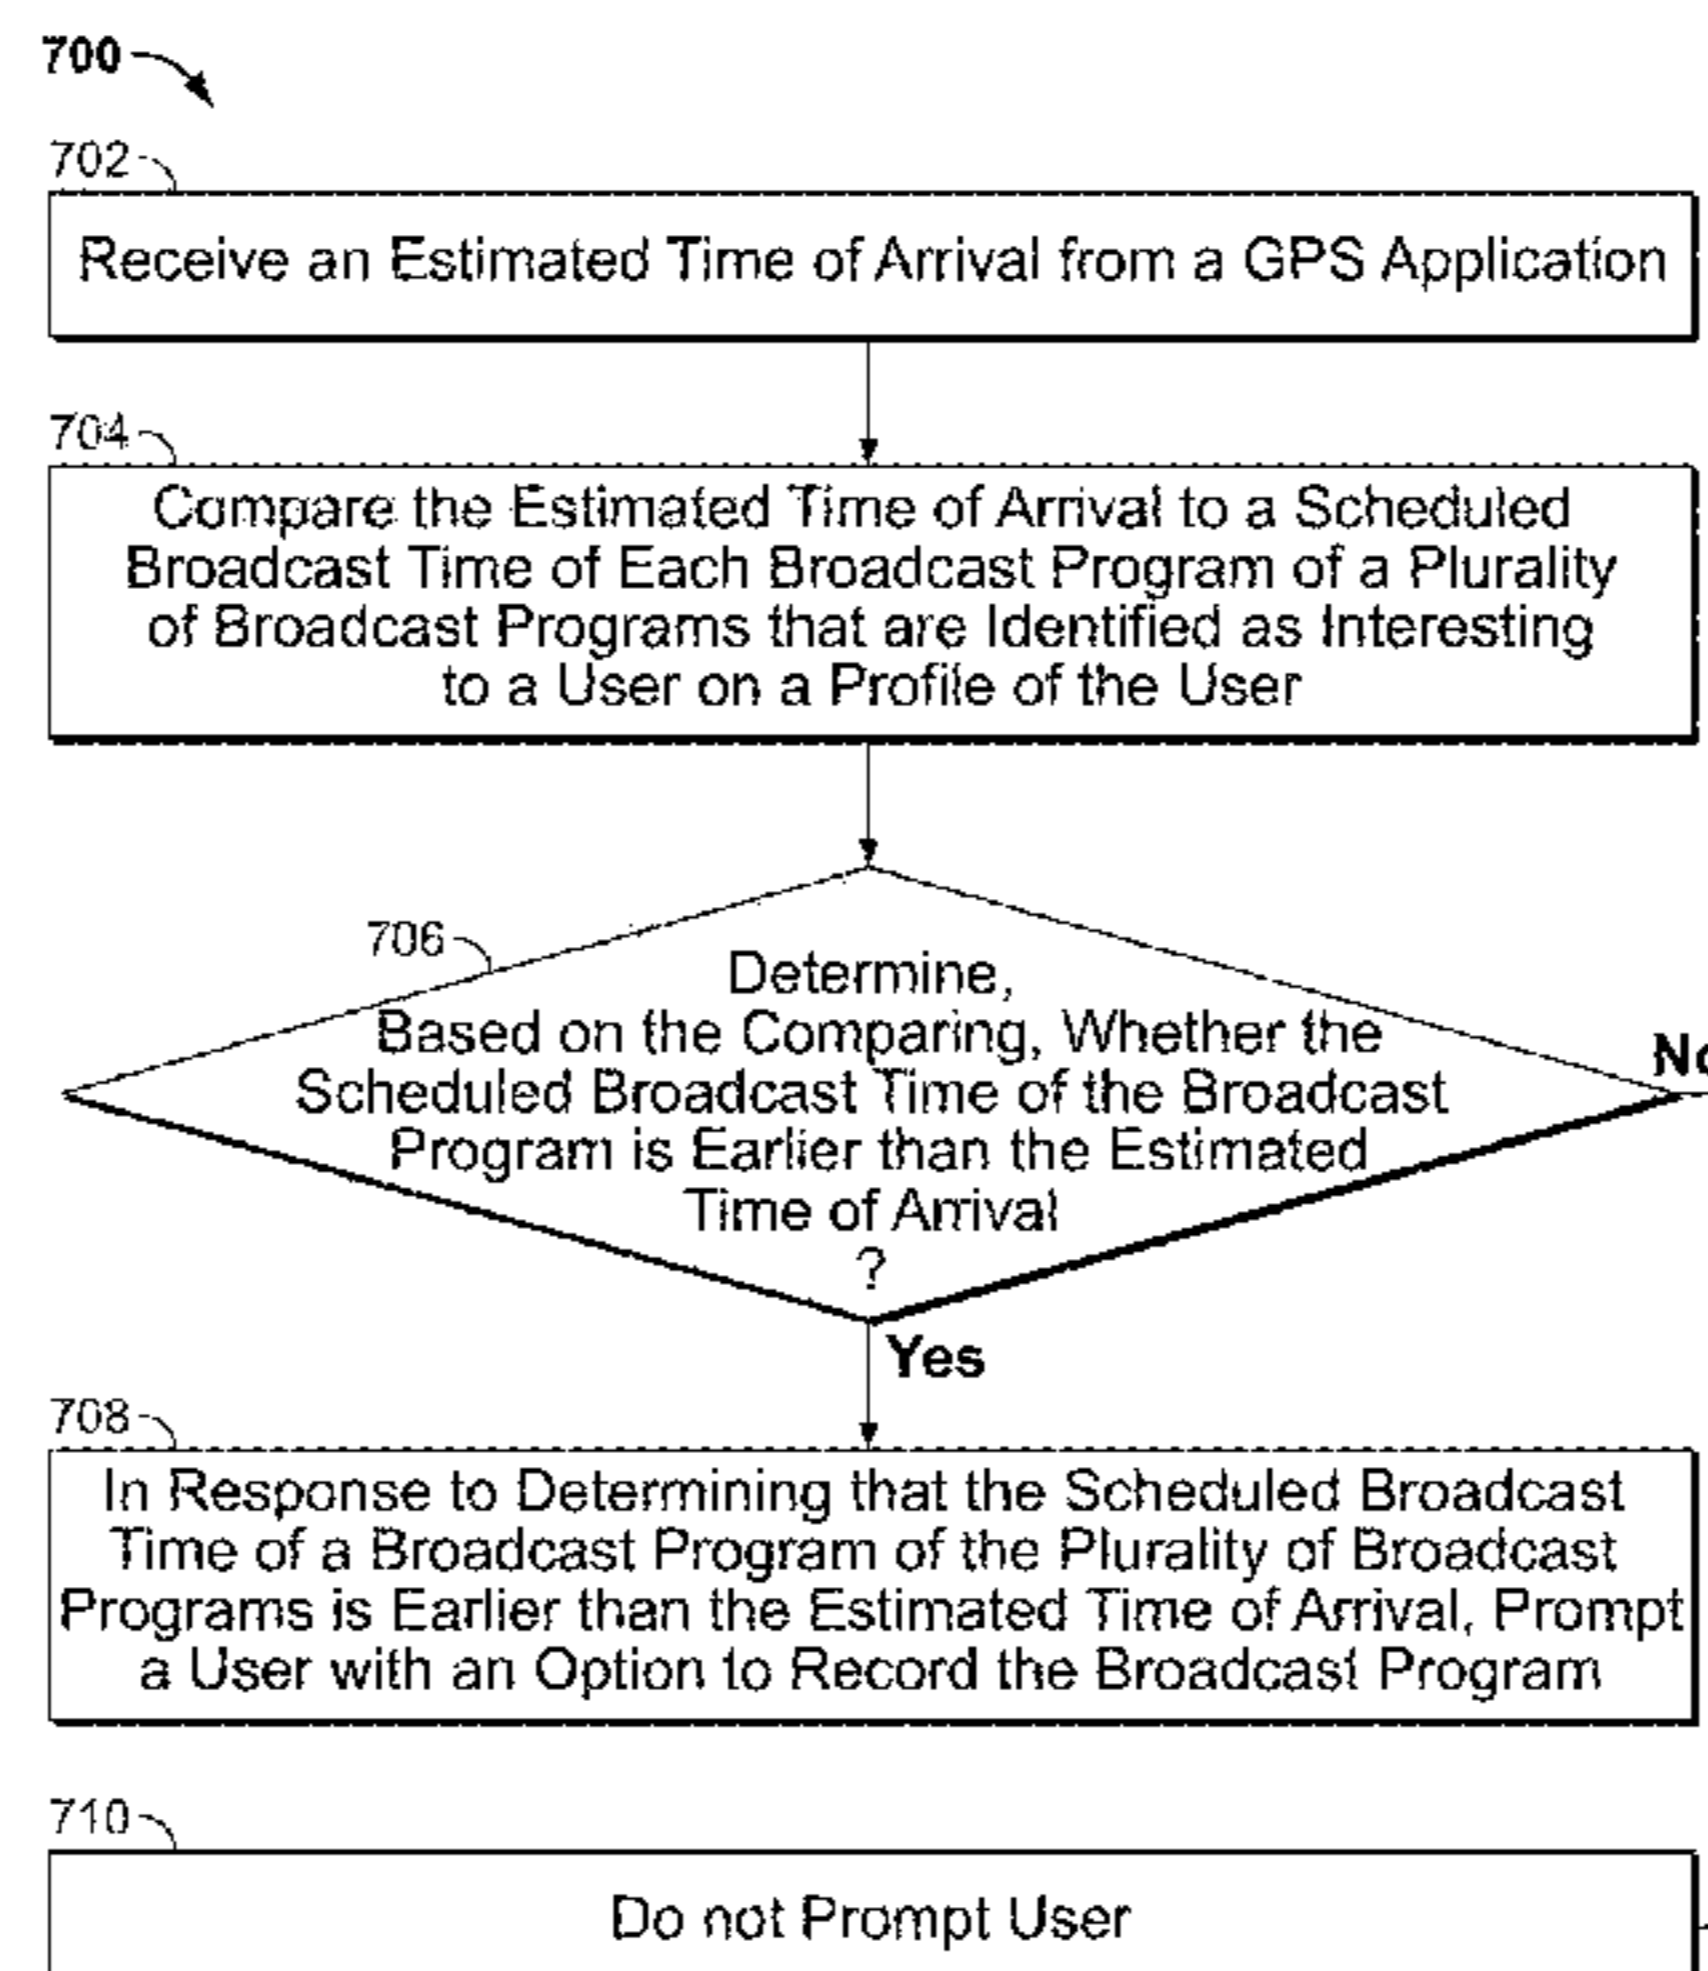 700
702
Receive an Estimated Time of Arrival from a GPS Application
704
Compare the Estimated Time of Arrival to a Scheduled
Broadcast Time of Each Broadcast Program of a Plurality
of Broadcast Programs that are Identified as Interesting
to a User on a Profile of the User
706
Determine,
Based on the Comparing, Whether the
Scheduled Broadcast Time of the Broadcast
Program is Earlier than the Estimated
Time of Arrival
?
No
Yes
708
In Response to Determining that the Scheduled Broadcast
Time of a Broadcast Program of the Plurality of Broadcast
Programs is Earlier than the Estimated Time of Arrival, Prompt
a User with an Option to Record the Broadcast Program
710
Do not Prompt User